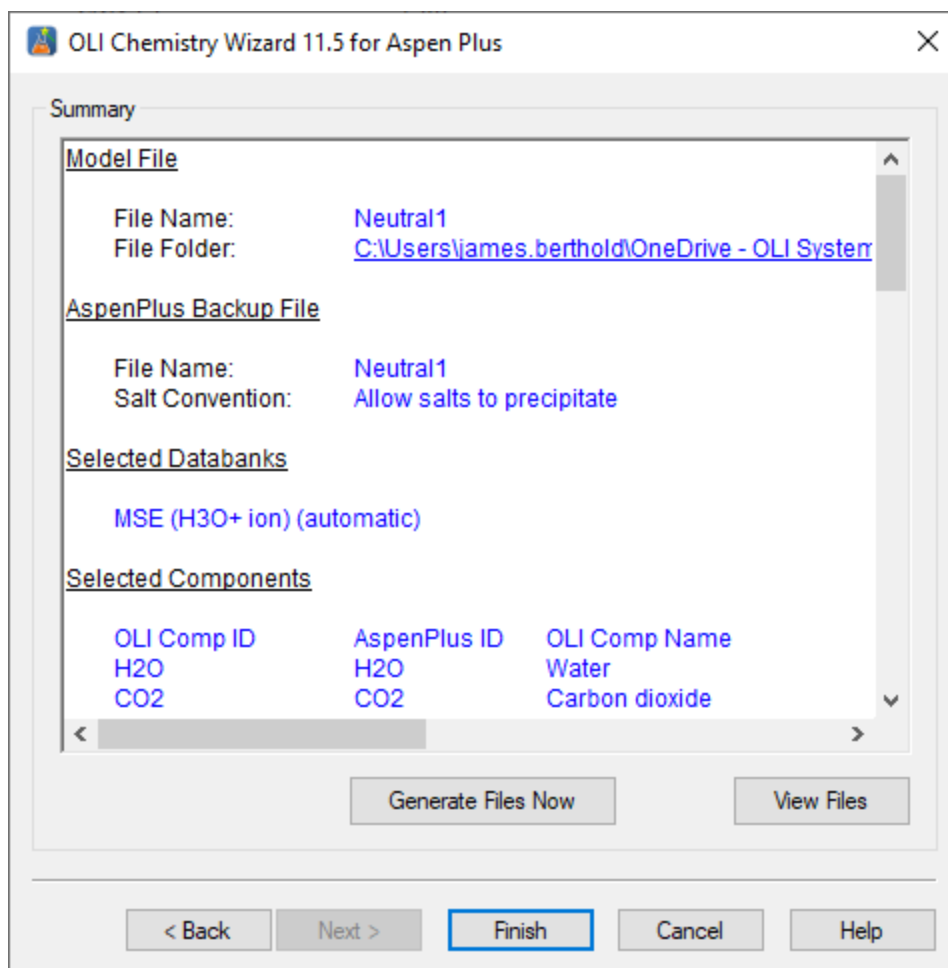 OLI Chemistry Wizard 11.5 for Aspen Plus
Summary
Model File
File Name: Neutral1
File Folder: C:\Users\james.berthold\OneDrive - OLI System
AspenPlus Backup File
File Name: Neutral1
Salt Convention: Allow salts to precipitate
Selected Databanks
MSE (H3O+ ion) (automatic)
Selected Components
OLI Comp ID AspenPlus ID OLI Comp Name
H2O H2O Water
CO2 CO2 Carbon dioxide
Generate Files Now View Files
< Back Next > Finish Cancel Help